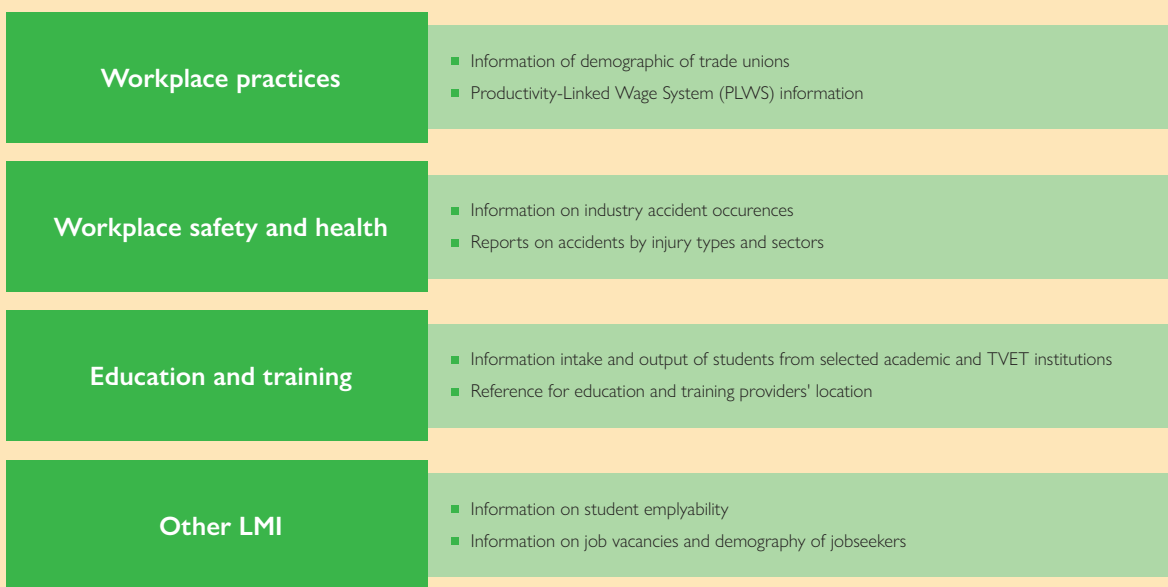 Workplace practices
Information of demographic of trade unions
Productivity-Linked Wage System (PLWS) information
Workplace safety and health
Information on industry accident occurences
Reports on accidents by injury types and sectors
Education and training
Information intake and output of students from selected academic and TVET institutions
Reference for education and training providers' location
Other LMI
Information on student emplyability
Information on job vacancies and demography of jobseekers